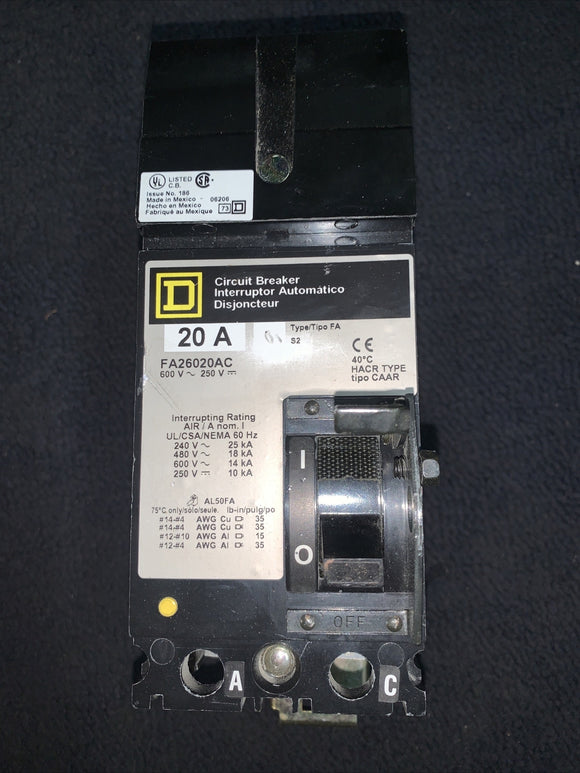 UL LISTED C.B. SA
Issue No. 186
Made in Mexico - 06206
Hecho en Mexico
Fabriqué au Mexique 73 D
D
Circuit Breaker
Interruptor Automático
Disjoncteur
20 A
Type/Tipo FA
S2
FA26020AC
600 V ~ 250 V ⎓
CE
40°C
HACR TYPE
tipo CAAR
Interrupting Rating
AIR / A nom. I
UL/CSA/NEMA 60 Hz
240 V ~ 25 kA
480 V ~ 18 kA
600 V ~ 14 kA
250 V ⎓ 10 kA
AL50FA
75°C. only/solo/seule. lb-in/pulg/po
#14-#4 AWG Cu 35
#14-#4 AWG Cu 35
#12-#10 AWG Al 15
#12-#4 AWG Al 35
I
O
OFF
A
C